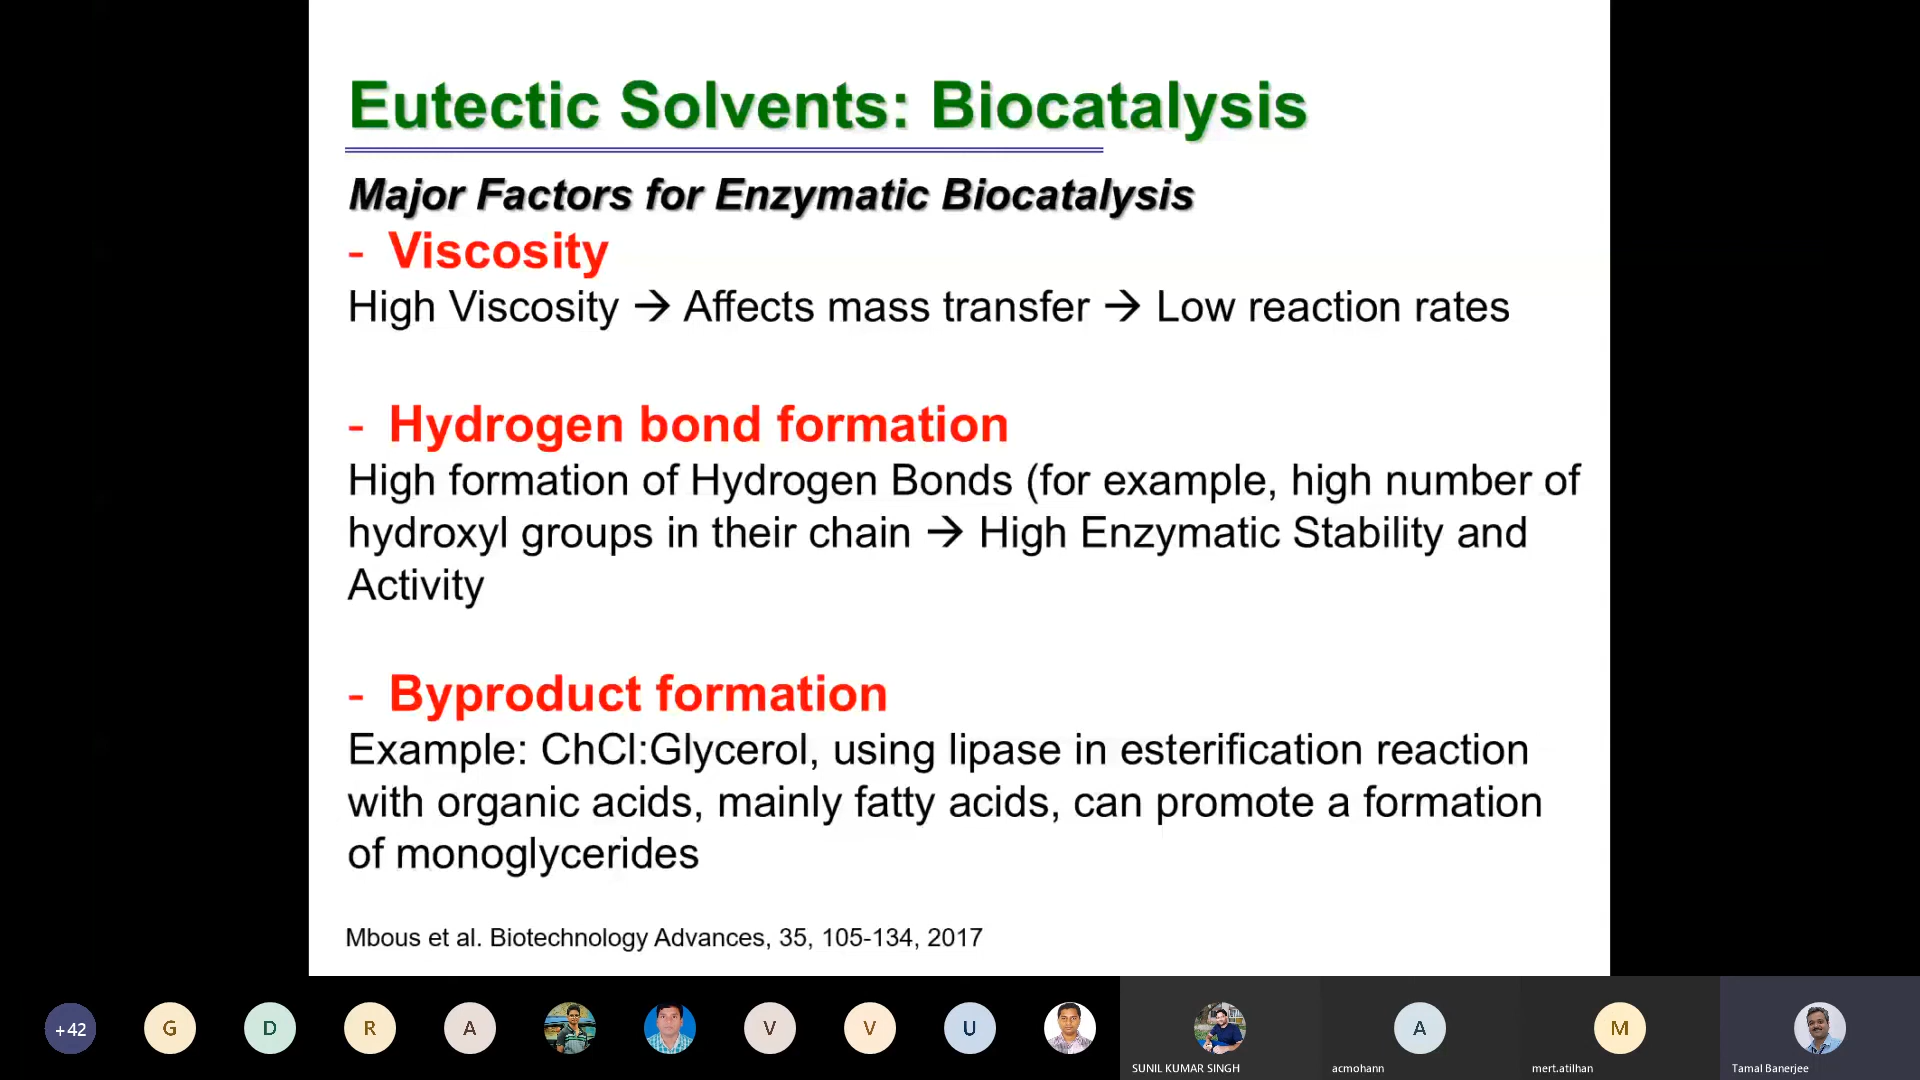 Eutectic Solvents: Biocatalysis
Major Factors for Enzymatic Biocatalysis
- Viscosity
High Viscosity → Affects mass transfer → Low reaction rates
- Hydrogen bond formation
High formation of Hydrogen Bonds (for example, high number of
hydroxyl groups in their chain → High Enzymatic Stability and
Activity
- Byproduct formation
Example: ChCl:Glycerol, using lipase in esterification reaction
with organic acids, mainly fatty acids, can promote a formation
of monoglycerides
Mbous et al. Biotechnology Advances, 35, 105-134, 2017
+42 G D R A V V U A M
SUNIL KUMAR SINGH acmohann mert.atilhan Tamal Banerjee